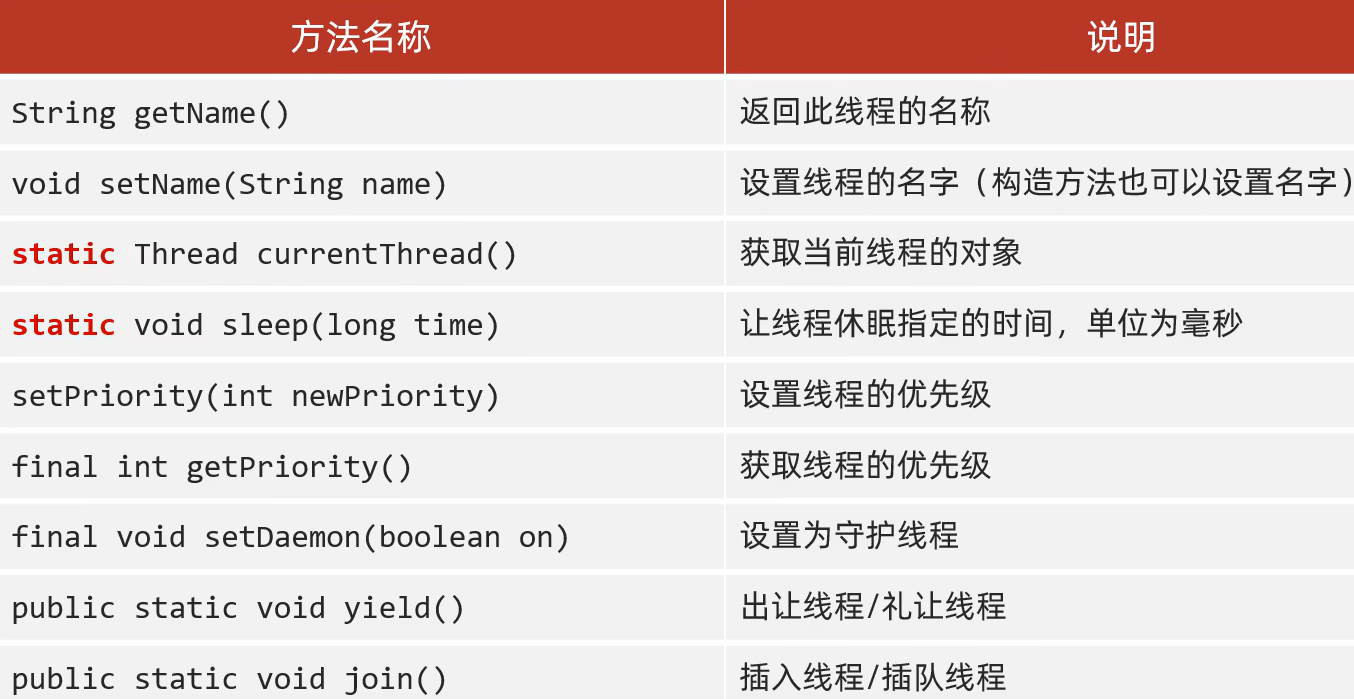 方法名称 说明
String getName() 返回此线程的名称
void setName(String name) 设置线程的名字（构造方法也可以设置名字）
static Thread currentThread() 获取当前线程的对象
static void sleep(long time) 让线程休眠指定的时间，单位为毫秒
setPriority(int newPriority) 设置线程的优先级
final int getPriority() 获取线程的优先级
final void setDaemon(boolean on) 设置为守护线程
public static void yield() 出让线程/礼让线程
public static void join() 插入线程/插队线程